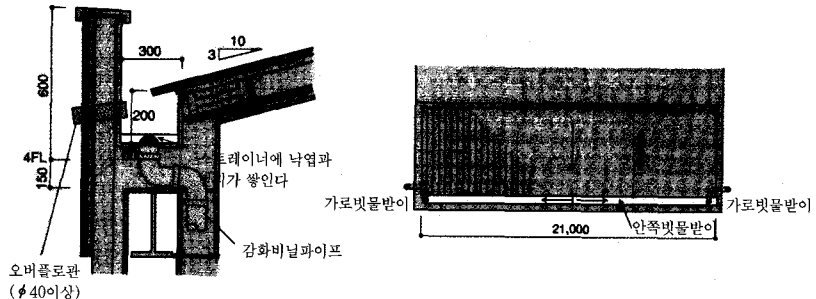 10
3
300
600
200
4FL
150
트레이너에 낙엽과
가 쌓인다
감화비닐파이프
오버플로관
(φ40이상)
가로빗물받이
가로빗물받이
안쪽빗물받이
21,000